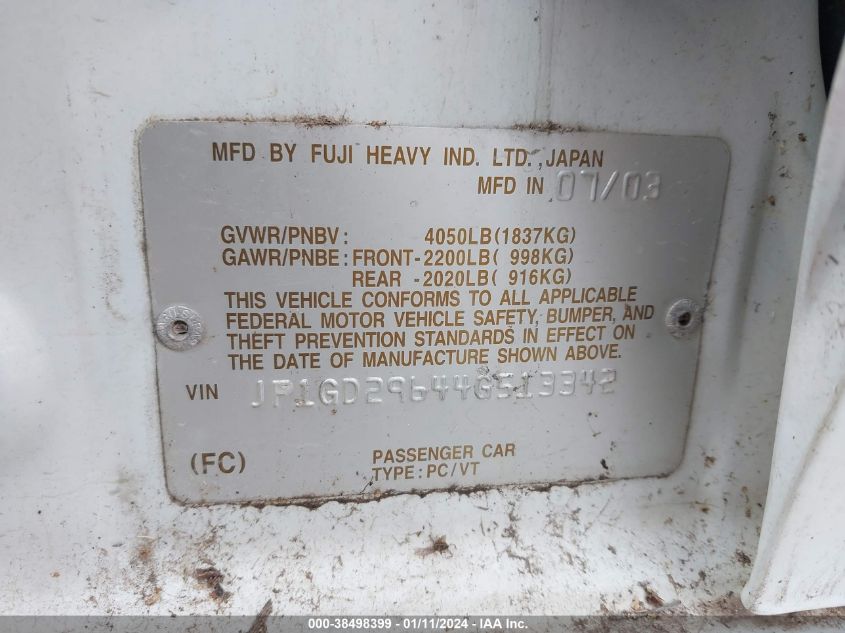 MFD BY FUJI HEAVY IND. LTD., JAPAN
MFD IN 07/03
GVWR/PNBV: 4050LB(1837KG)
GAWR/PNBE: FRONT-2200LB( 998KG)
REAR -2020LB( 916KG)
THIS VEHICLE CONFORMS TO ALL APPLICABLE
FEDERAL MOTOR VEHICLE SAFETY, BUMPER, AND
THEFT PREVENTION STANDARDS IN EFFECT ON
THE DATE OF MANUFACTURE SHOWN ABOVE.
VIN JF1GD29644G513342
(FC) PASSENGER CAR
TYPE: PC/VT
000-38498399 - 01/11/2024 - IAA Inc.